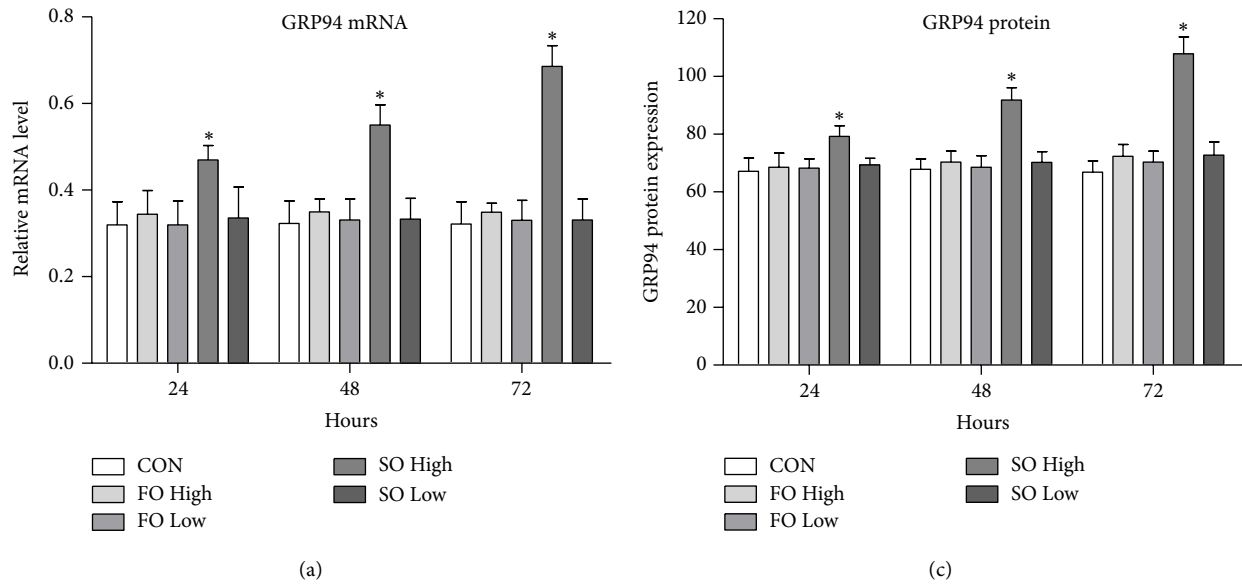 GRP94 mRNA
Relative mRNA level
0.8
0.6
0.4
0.2
0.0
*
*
*
24
48
72
Hours
CON
FO High
FO Low
SO High
SO Low
(a)
GRP94 protein
GRP94 protein expression
120
100
80
60
40
20
0
*
*
*
24
48
72
Hours
CON
FO High
FO Low
SO High
SO Low
(c)